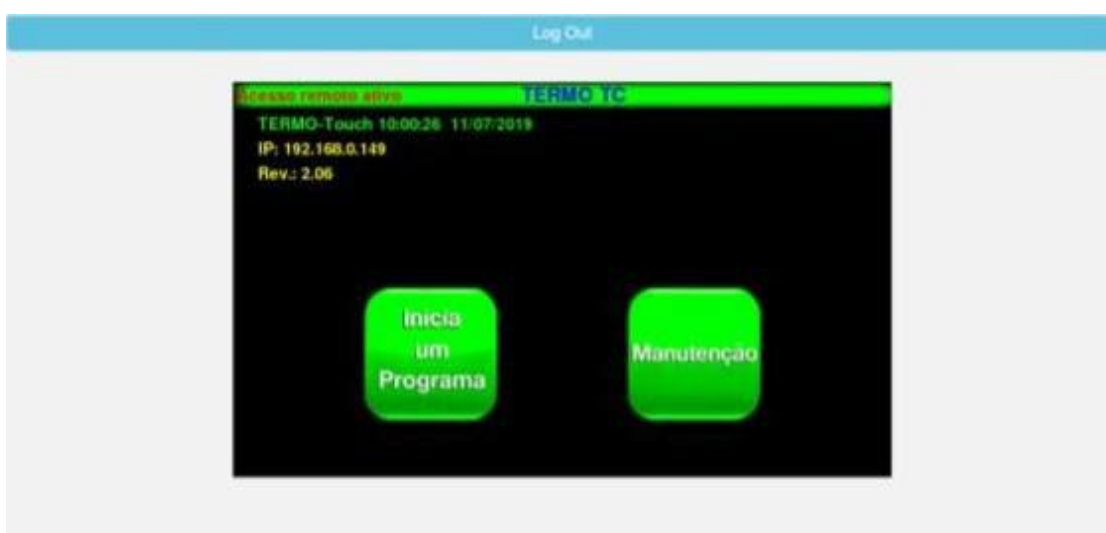 Log Out
Acesso remoto ativo TERMO TC
TERMO-Touch 10:00:26 11/07/2019
IP: 192.168.0.149
Rev.: 2.06
Inicia
um
Programa
Manutenção